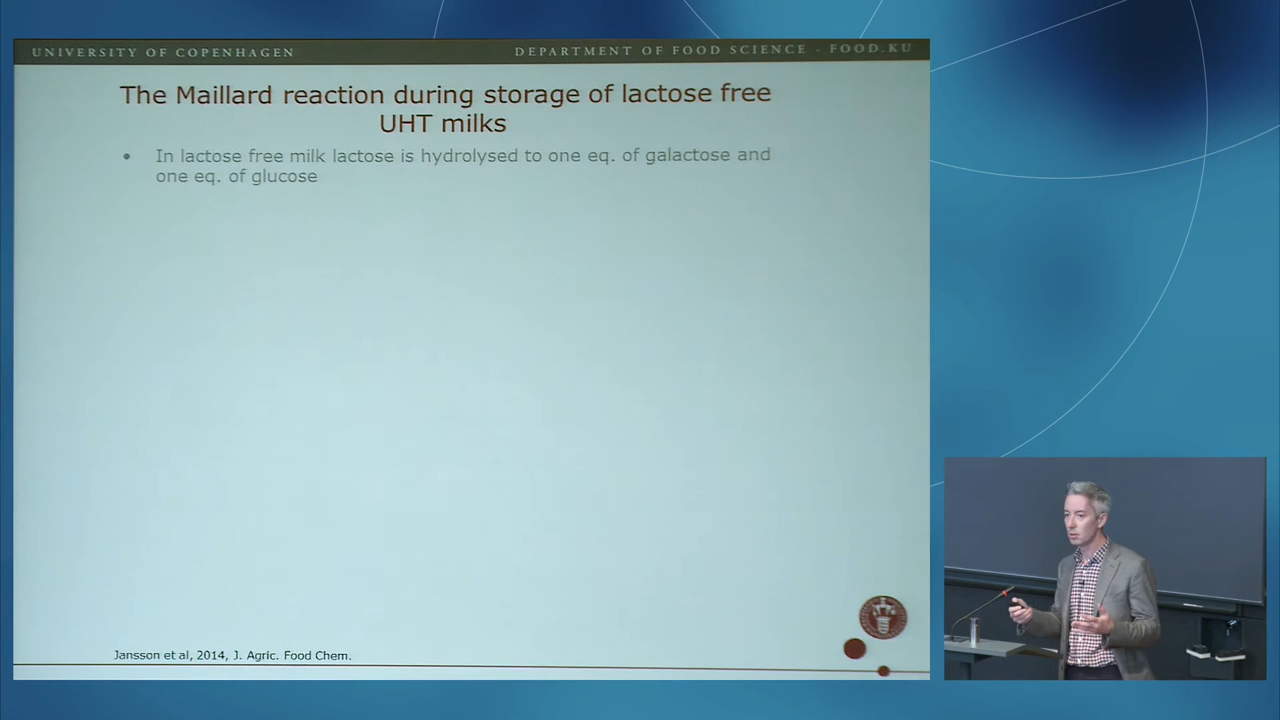 UNIVERSITY OF COPENHAGEN
DEPARTMENT OF FOOD SCIENCE - FOOD.KU
The Maillard reaction during storage of lactose free
UHT milks
• In lactose free milk lactose is hydrolysed to one eq. of galactose and
one eq. of glucose
Jansson et al, 2014, J. Agric. Food Chem.